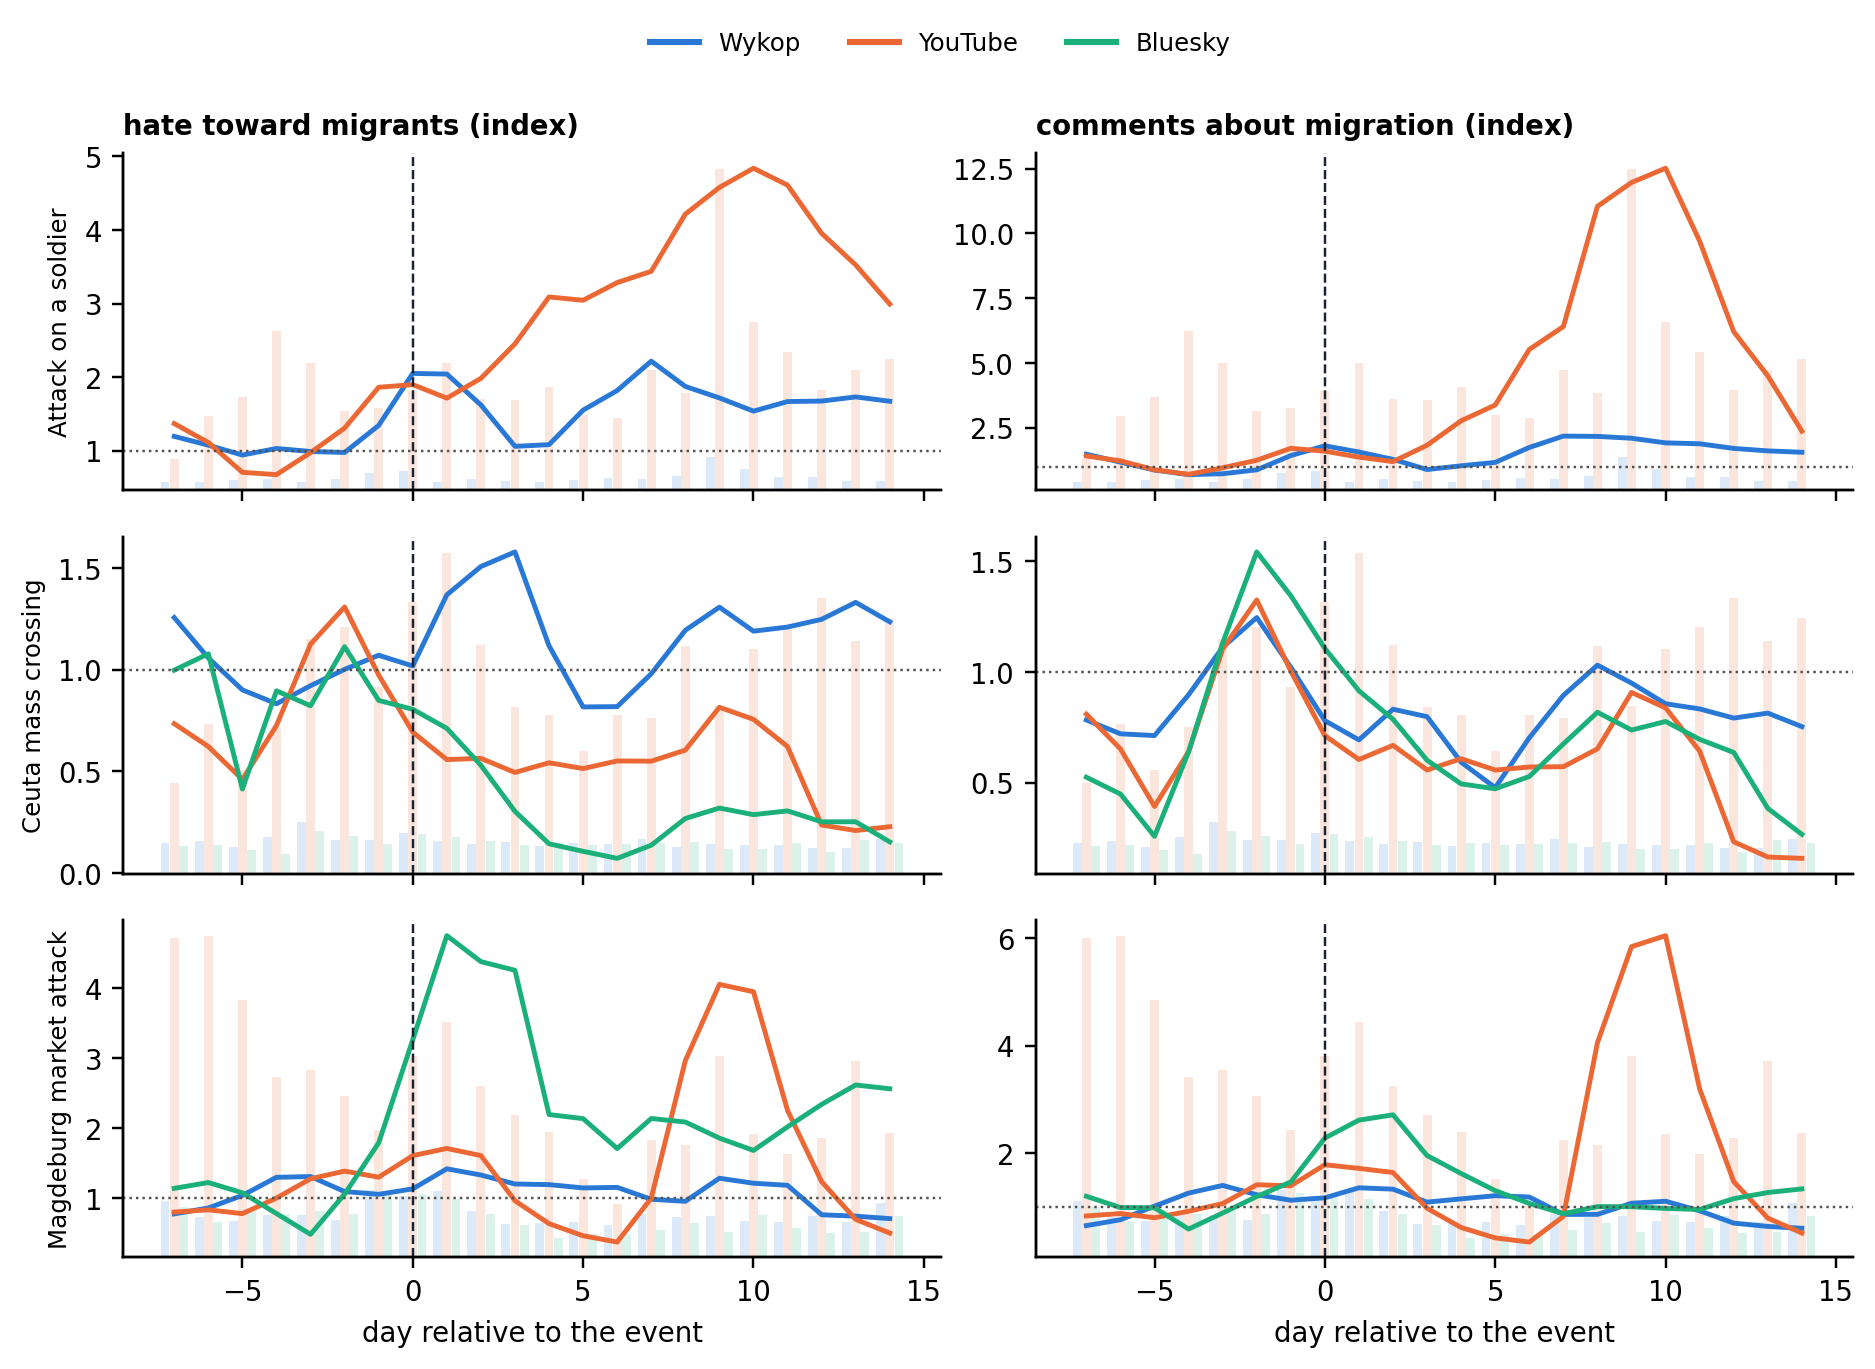 Wykop YouTube Bluesky
hate toward migrants (index)
comments about migration (index)
Attack on a soldier
5
4
3
2
1
12.5
10.0
7.5
5.0
2.5
Ceuta mass crossing
1.5
1.0
0.5
0.0
1.5
1.0
0.5
Magdeburg market attack
4
3
2
1
6
4
2
−5 0 5 10 15
−5 0 5 10 15
day relative to the event
day relative to the event